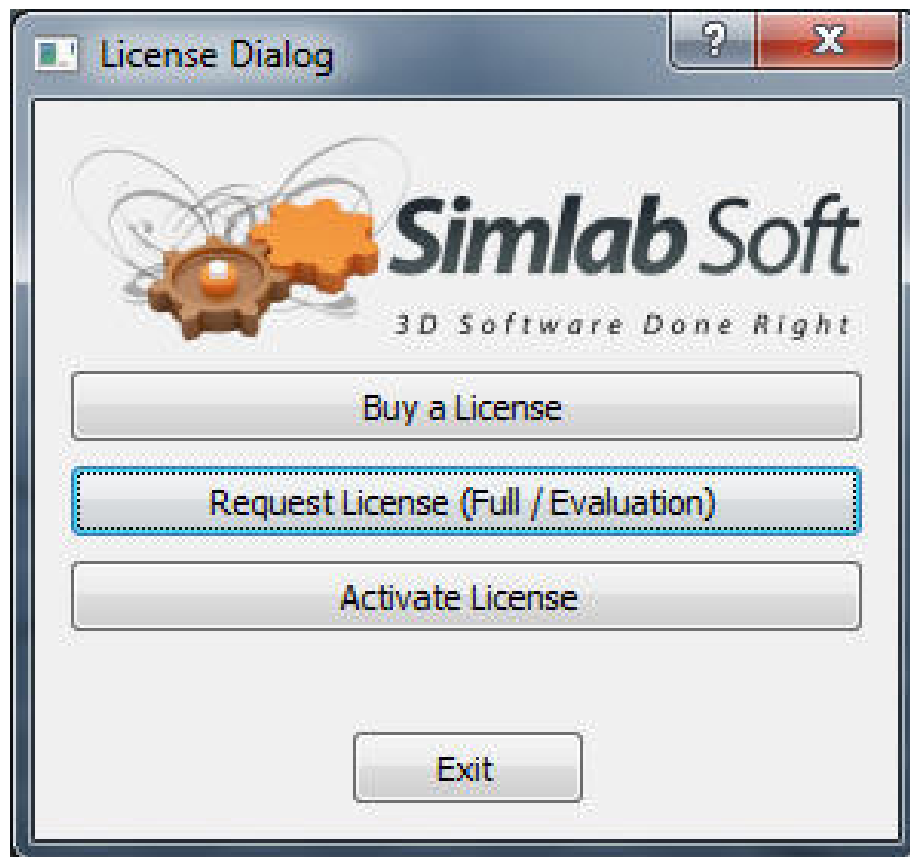 License Dialog
Simlab Soft
3D Software Done Right
Buy a License
Request License (Full / Evaluation)
Activate License
Exit